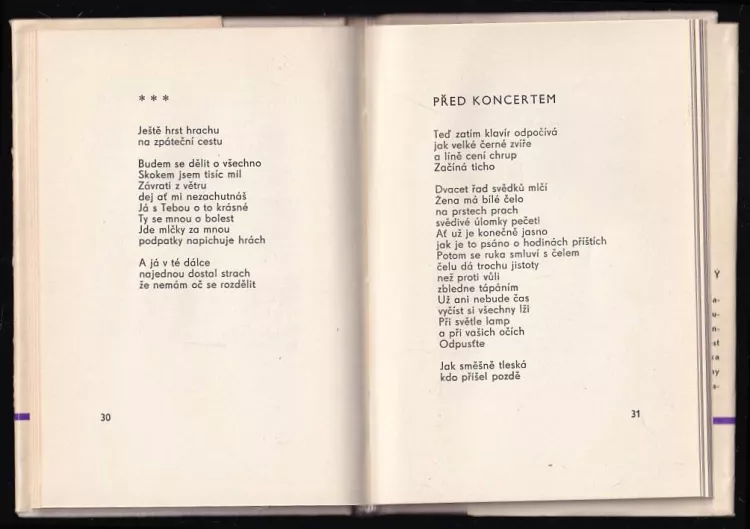 * * *
Ještě hrst hrachu
na zpáteční cestu
Budem se dělit o všechno
Skokem jsem tisíc mil
Závrati z větru
dej ať mi nezachutnáš
Já s Tebou o to krásné
Ty se mnou o bolest
Jde mlčky za mnou
podpatky napichuje hrách
A já v té dálce
najednou dostal strach
že nemám oč se rozdělit
30
PŘED KONCERTEM
Teď zatím klavír odpočívá
jak velké černé zvíře
a líně cení chrup
Začíná ticho
Dvacet řad svědků mlčí
Žena má bílé čelo
na prstech prach
svědivé úlomky pečeti
Ať už je konečně jasno
jak je to psáno o hodinách příštích
Potom se ruka smluví s čelem
čelu dá trochu jistoty
než proti vůli
zbledne tápáním
Už ani nebude čas
vyčíst si všechny lži
Při světle lamp
a při vašich očích
Odpusťte
Jak směšně tleská
kdo přišel pozdě
31